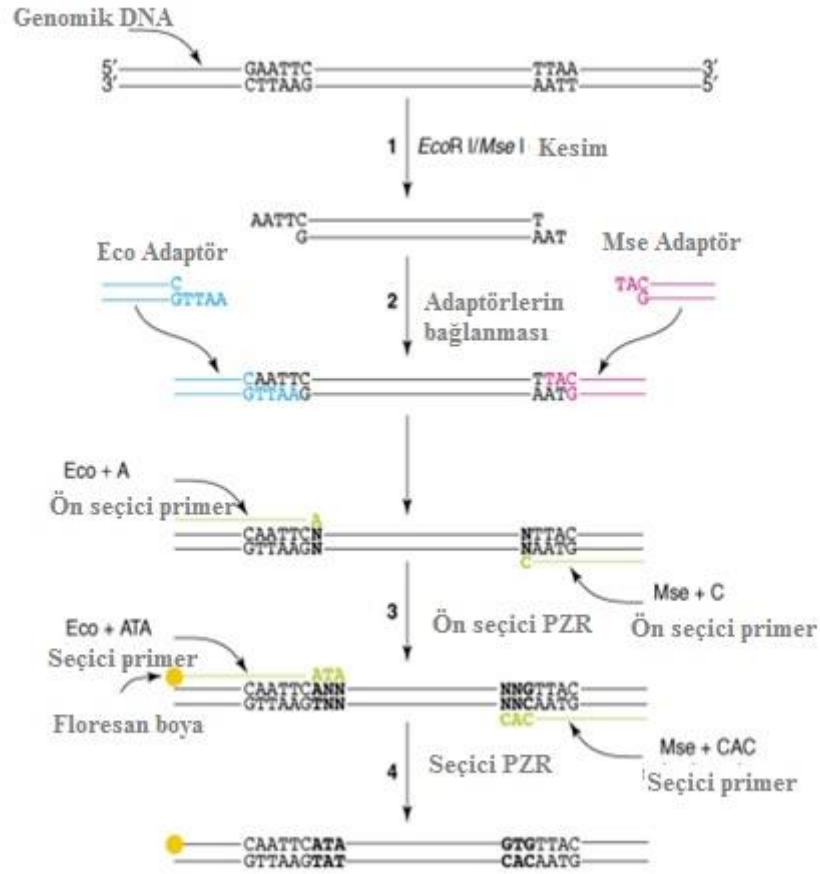 Genomik DNA
5′ GAATTC TTAA 3′
3′ CTTAAG AATT 5′
1 EcoR I/Mse I Kesim
AATTC T
G AAT
Eco Adaptör
Mse Adaptör
C
GTTAA
TAC
G
2 Adaptörlerin
bağlanması
CAATTC TTAC
GTTAAG AATG
Eco + A
Ön seçici primer
A
CAATTCN NTTAC
GTTAAGN NAATG
C
Mse + C
Ön seçici primer
3 Ön seçici PZR
Eco + ATA
Seçici primer
ATA
CAATTCANN NNGTTAC
GTTAAGTNN NNCAATG
CAC
Floresan boya
Mse + CAC
Seçici primer
4 Seçici PZR
CAATTCATA GTGTTAC
GTTAAGTAT CACAATG